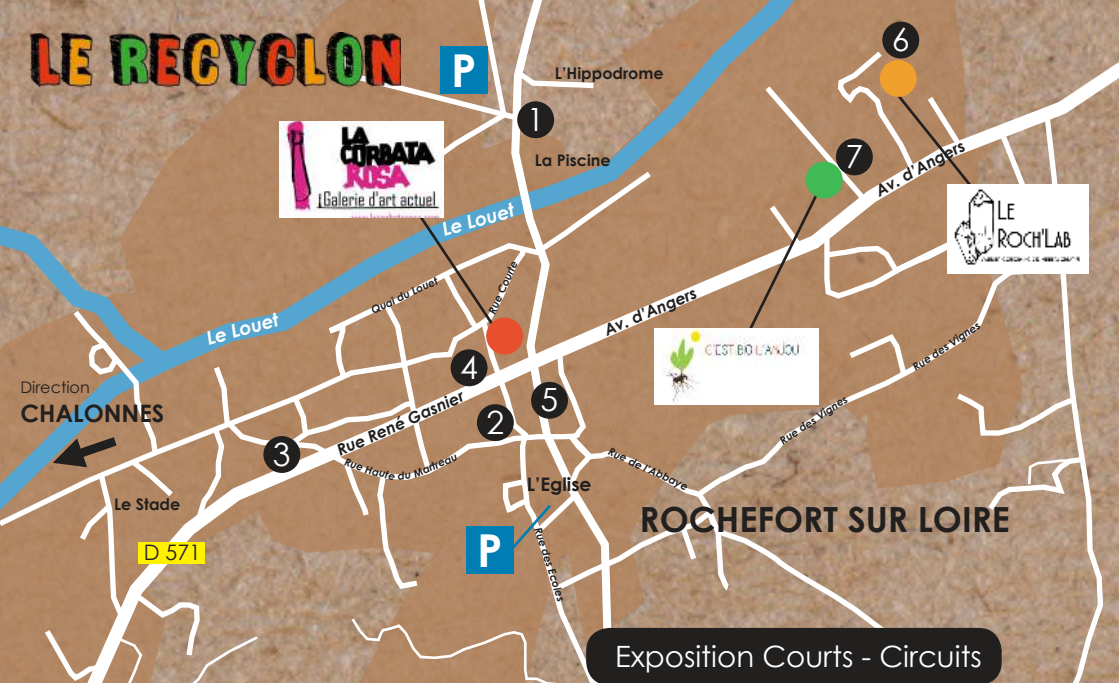 LE RECYCLON
P
6
L'Hippodrome
1
LA
CORBATA
ROSA
Galerie d'art actuel
La Piscine
7
Av. d'Angers
LE
ROCH'LAB
Le Louet
Rue Courte
Quai du Louet
Av. d'Angers
Le Louet
C'EST BIO L'ANJOU
Rue des Vignes
4
Direction
CHALONNES
5
Rue René Gasnier
2
Rue des Vignes
3
Rue Haute du Martreau
Rue de l'Abbaye
L'Eglise
Le Stade
ROCHEFORT SUR LOIRE
D 571
P
Rue des Ecoles
Exposition Courts - Circuits